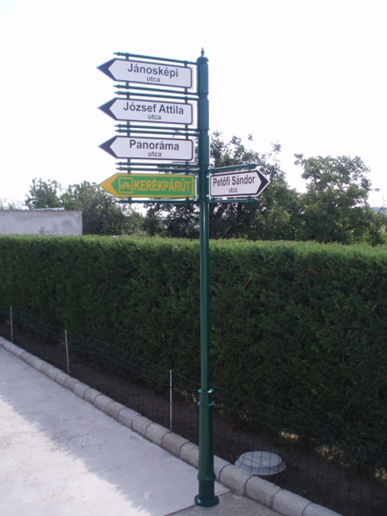 Jánosképi
utca
József Attila
utca
Panoráma
utca
KERÉKPÁRÚT
Petőfi Sándor
utca